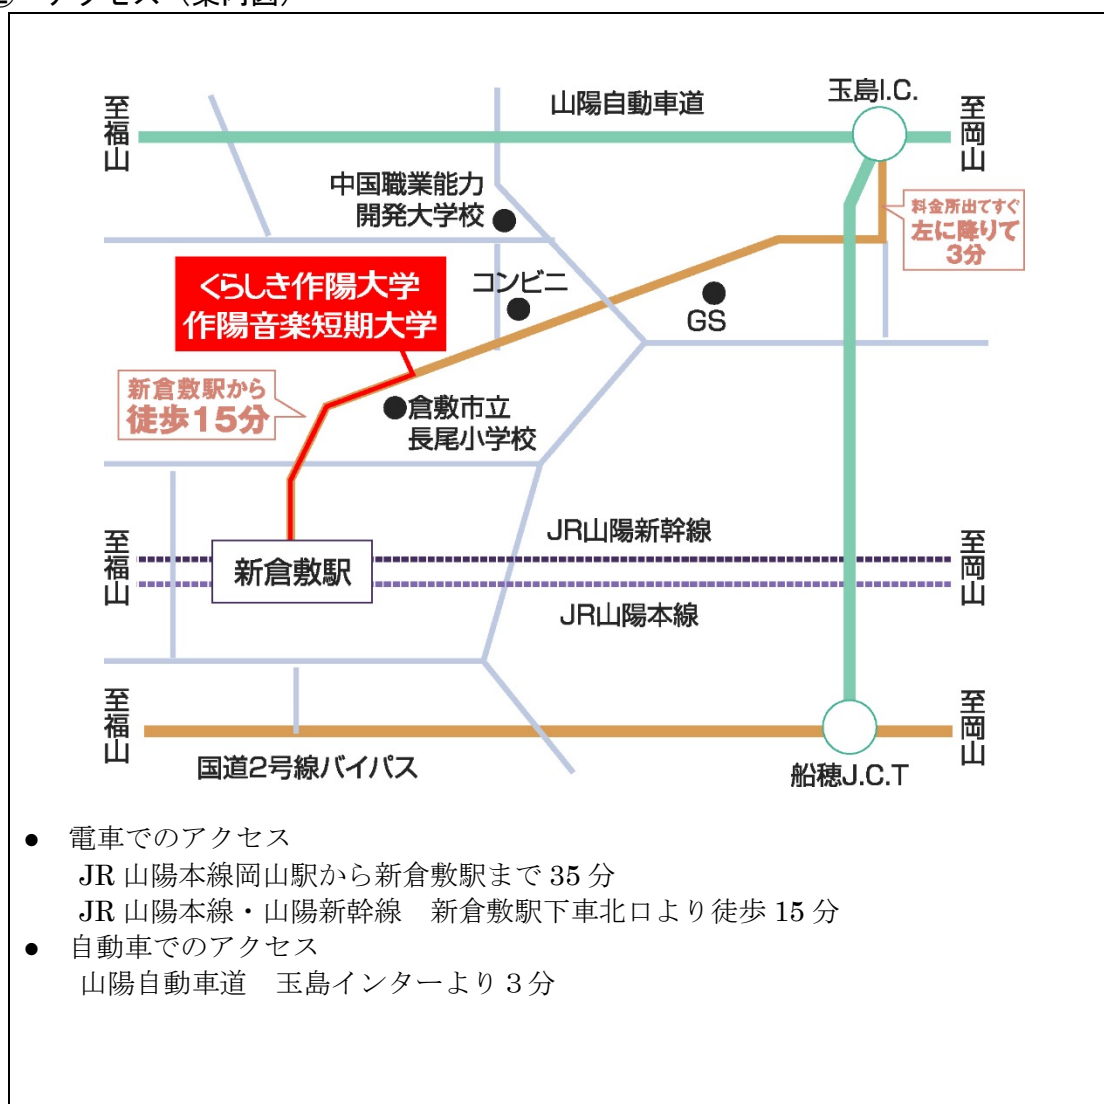 アクセス（案内図）
玉島I.C.
山陽自動車道
至福山
至岡山
中国職業能力
開発大学校
料金所出てすぐ
左に降りて
3分
くらしき作陽大学
作陽音楽短期大学
コンビニ
GS
新倉敷駅から
徒歩15分
倉敷市立
長尾小学校
JR山陽新幹線
至福山
新倉敷駅
至岡山
JR山陽本線
至福山
至岡山
国道2号線バイパス
船穂J.C.T
● 電車でのアクセス
JR 山陽本線岡山駅から新倉敷駅まで 35 分
JR 山陽本線・山陽新幹線　新倉敷駅下車北口より徒歩 15 分
● 自動車でのアクセス
山陽自動車道　玉島インターより３分